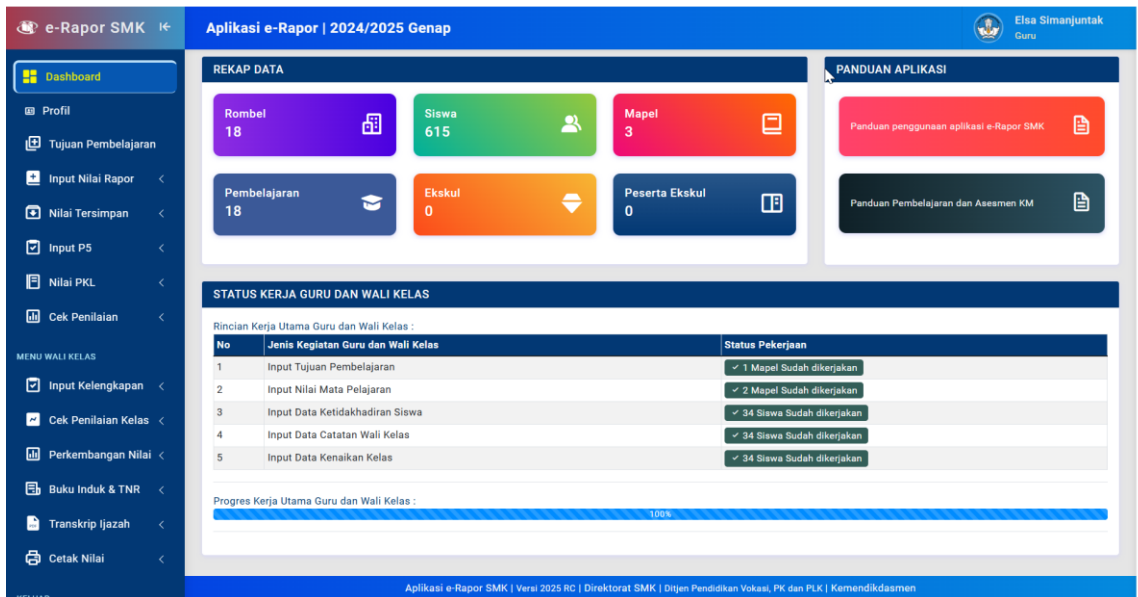 e-Rapor SMK
Aplikasi e-Rapor | 2024/2025 Genap
Elsa Simanjuntak
Guru
Dashboard
Profil
Tujuan Pembelajaran
Input Nilai Rapor
Nilai Tersimpan
Input P5
Nilai PKL
Cek Penilaian
MENU WALI KELAS
Input Kelengkapan
Cek Penilaian Kelas
Perkembangan Nilai
Buku Induk & TNR
Transkrip Ijazah
Cetak Nilai
REKAP DATA
Rombel
18
Siswa
615
Mapel
3
Pembelajaran
18
Ekskul
0
Peserta Ekskul
0
PANDUAN APLIKASI
Panduan penggunaan aplikasi e-Rapor SMK
Panduan Pembelajaran dan Asesmen KM
STATUS KERJA GURU DAN WALI KELAS
Rincian Kerja Utama Guru dan Wali Kelas :
No Jenis Kegiatan Guru dan Wali Kelas Status Pekerjaan
1 Input Tujuan Pembelajaran 1 Mapel Sudah dikerjakan
2 Input Nilai Mata Pelajaran 2 Mapel Sudah dikerjakan
3 Input Data Ketidakhadiran Siswa 34 Siswa Sudah dikerjakan
4 Input Data Catatan Wali Kelas 34 Siswa Sudah dikerjakan
5 Input Data Kenaikan Kelas 34 Siswa Sudah dikerjakan
Progres Kerja Utama Guru dan Wali Kelas :
100%
Aplikasi e-Rapor SMK | Versi 2025 RC | Direktorat SMK | Ditjen Pendidikan Vokasi, PK dan PLK | Kemendikdasmen